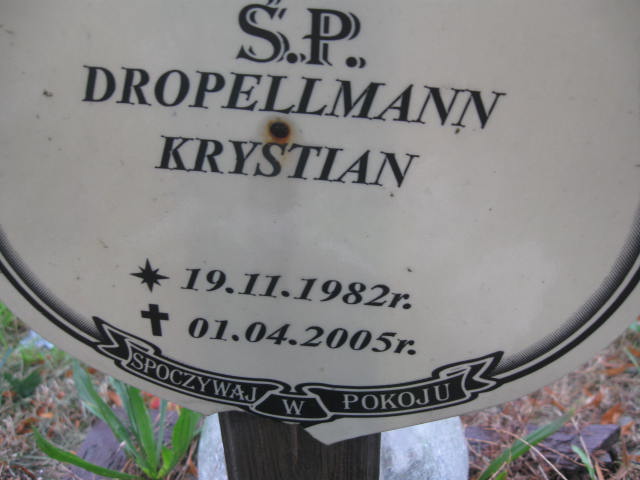 Ś.P.
DROPELLMANN
KRYSTIAN
19.11.1982r.
01.04.2005r.
SPOCZYWAJ W POKOJU